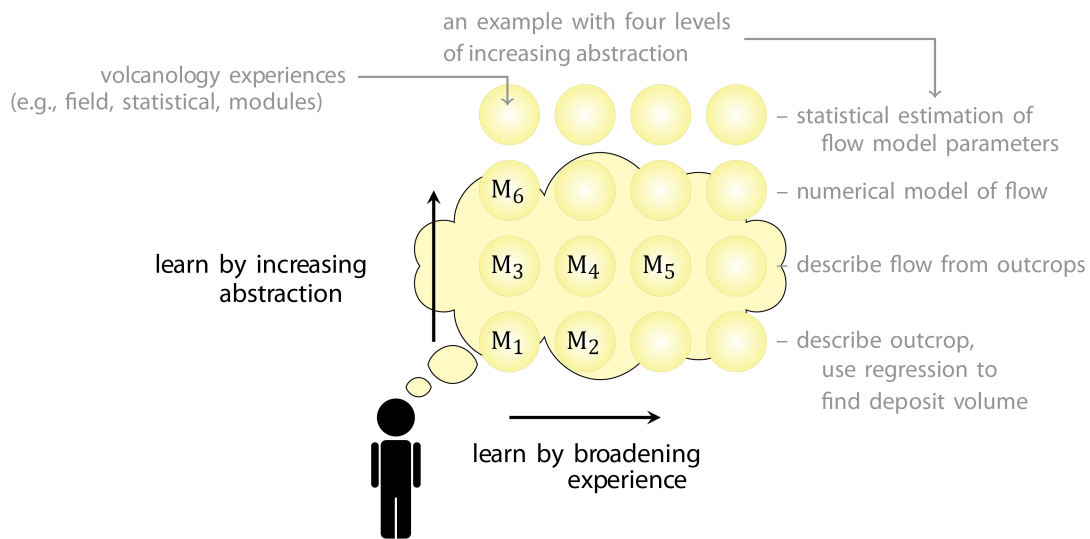 an example with four levels
of increasing abstraction
volcanology experiences
(e.g., field, statistical, modules)
– statistical estimation of
flow model parameters
M6
– numerical model of flow
learn by increasing
abstraction
M3 M4 M5
– describe flow from outcrops
M1 M2
– describe outcrop,
use regression to
find deposit volume
learn by broadening
experience